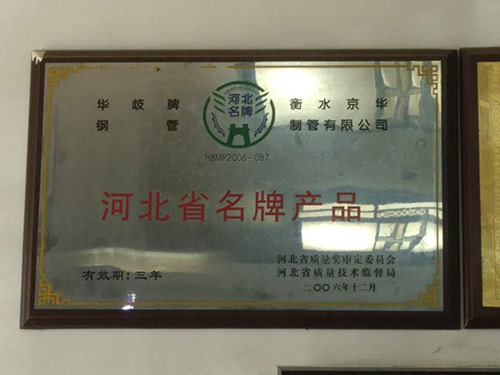 华歧牌
钢管
河北
名牌
HBMP2006-087
衡水京华
制管有限公司
河北省名牌产品
有效期:三年
河北省质量奖审定委员会
河北省质量技术监督局
二〇〇六年十二月